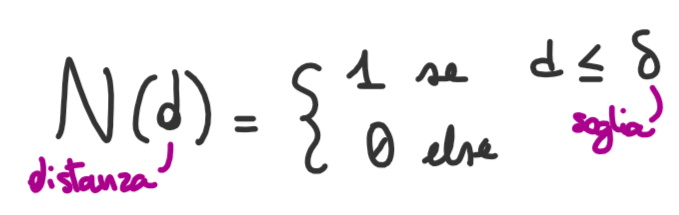 N(d) = { 1 se d ≤ δ
0 else
distanza
soglia